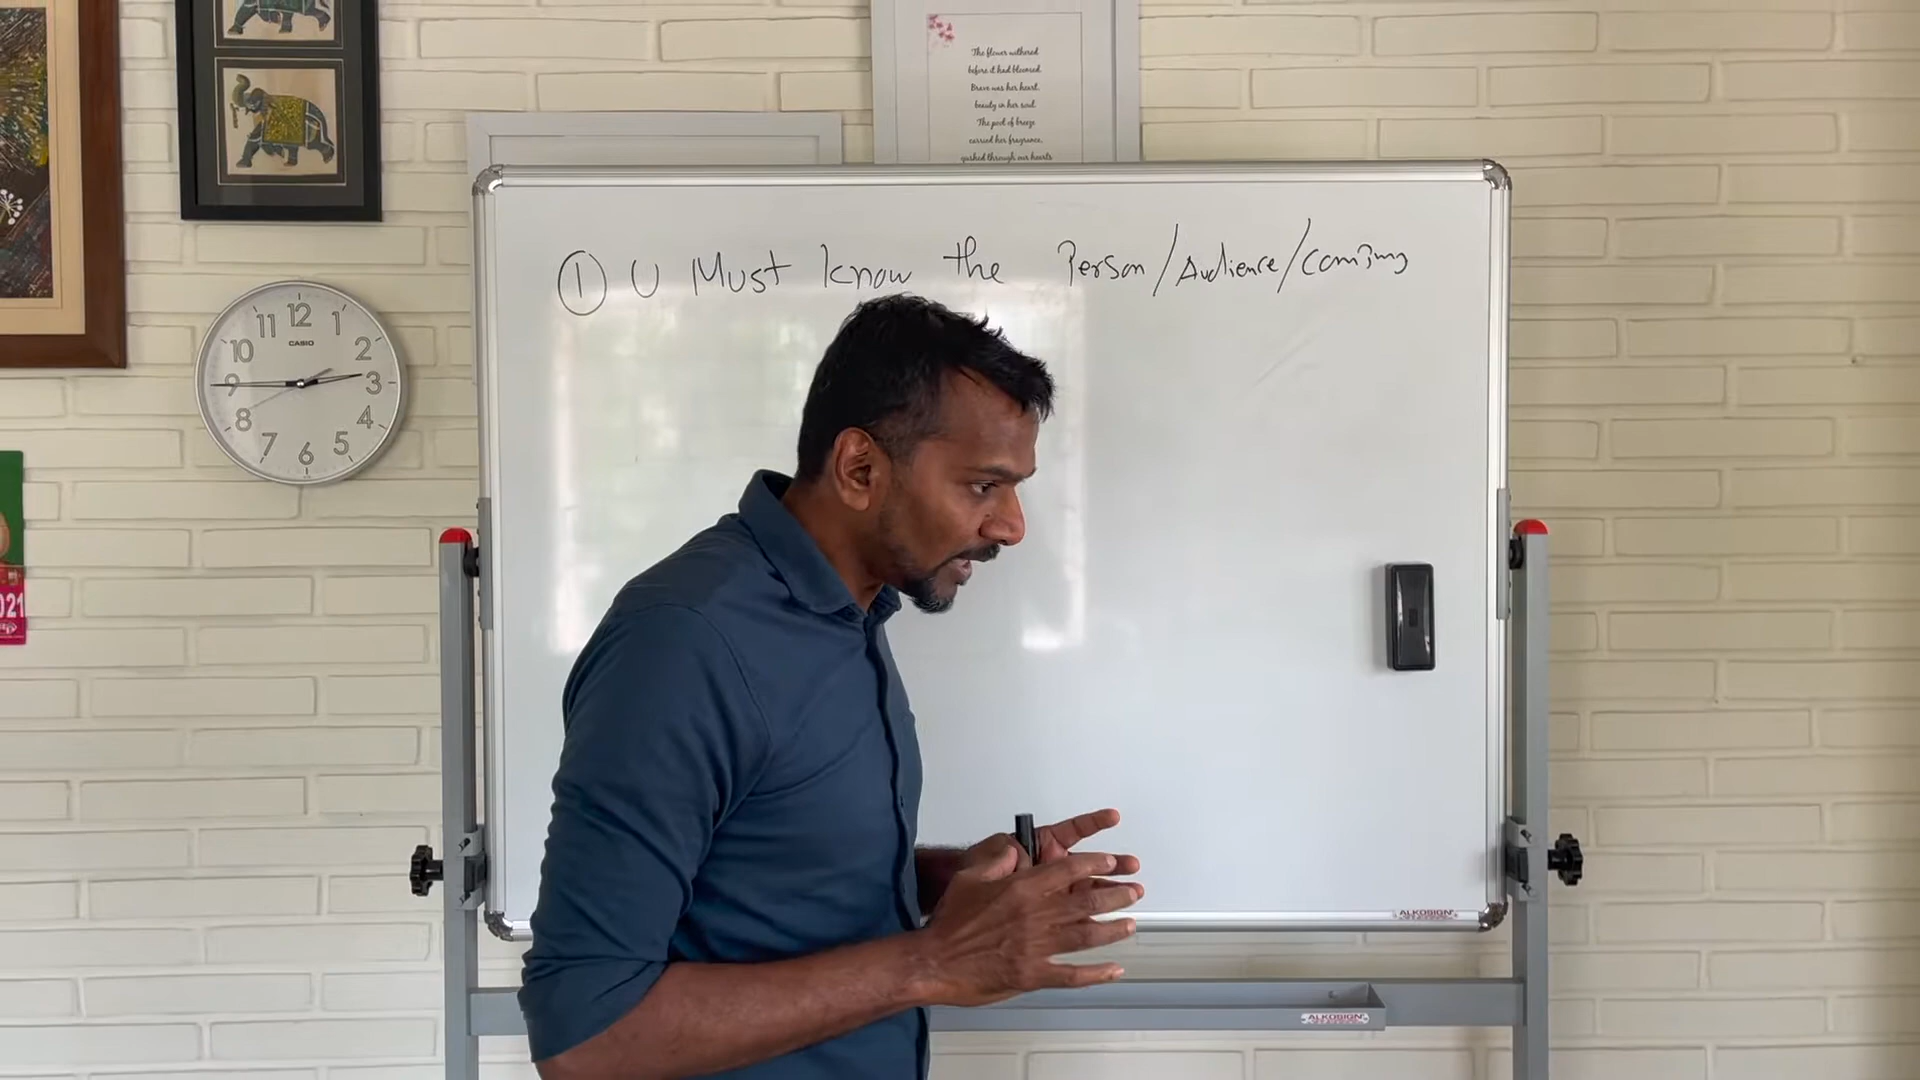 The flower withered
before it had bloomed.
Brave was her heart,
beauty in her soul.
The pool of breeze
carried her fragrance,
gushed through our hearts
① U Must know the Person/Audience/
CASIO
12
1
2
3
4
5
6
7
8
9
10
11
021
ALKOSIGN
ALKOSIGN